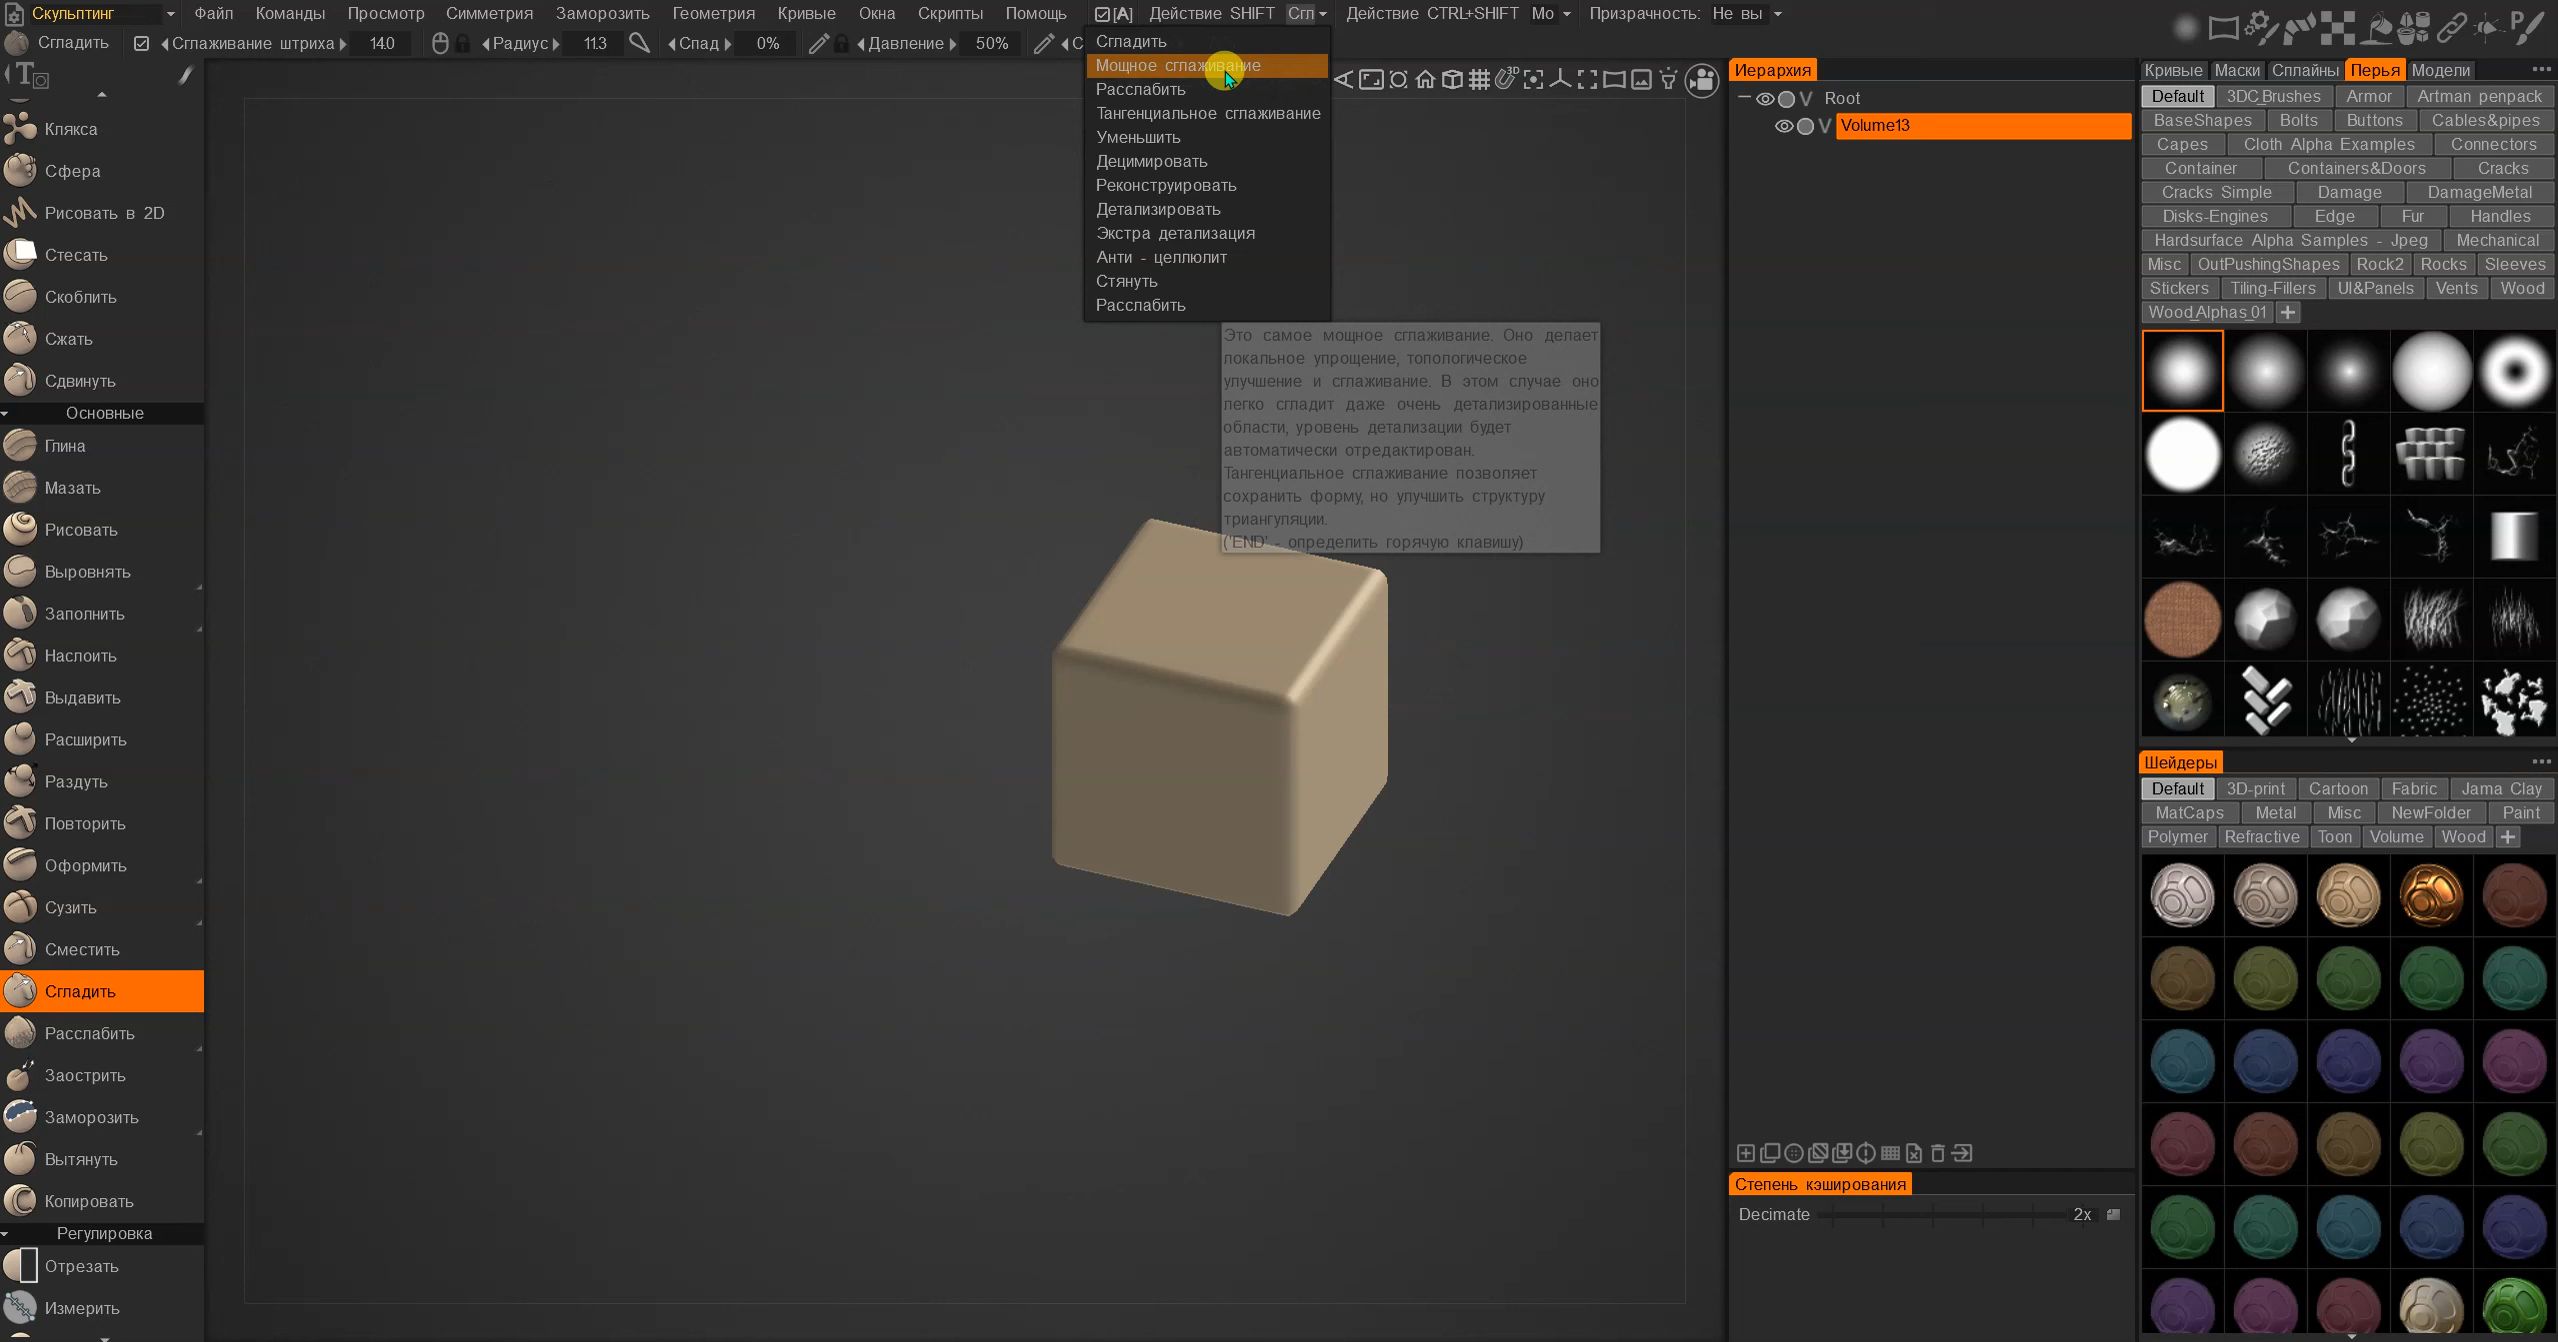 Скульптинг Файл Команды Просмотр Симметрия Заморозить Геометрия Кривые Окна Скрипты Помощь [A] Действие SHIFT Сгл Действие CTRL+SHIFT Мо Призрачность: Не вы
Сгладить Сглаживание штриха 14.0 Радиус 11.3 Спад 0% Давление 50% С
Клякса
Сфера
Рисовать в 2D
Стесать
Скоблить
Сжать
Сдвинуть
Основные
Глина
Мазать
Рисовать
Выровнять
Заполнить
Наслоить
Выдавить
Расширить
Раздуть
Повторить
Оформить
Сузить
Сместить
Сгладить
Расслабить
Заострить
Заморозить
Вытянуть
Копировать
Регулировка
Отрезать
Измерить
Сгладить
Мощное сглаживание
Расслабить
Тангенциальное сглаживание
Уменьшить
Децимировать
Реконструировать
Детализировать
Экстра детализация
Анти - целлюлит
Стянуть
Расслабить
Это самое мощное сглаживание. Оно делает
локальное упрощение, топологическое
улучшение и сглаживание. В этом случае оно
легко сгладит даже очень детализированные
области, уровень детализации будет
автоматически отредактирован.
Тангенциальное сглаживание позволяет
сохранить форму, но улучшить структуру
триангуляции.
('END' - определить горячую клавишу)
3D
Иерархия
V Root
V Volume13
Степень кэширования
Decimate 2x
Кривые Маски Сплайны Перья Модели
Default 3DC_Brushes Armor Artman penpack
BaseShapes Bolts Buttons Cables&pipes
Capes Cloth Alpha Examples Connectors
Container Containers&Doors Cracks
Cracks Simple Damage DamageMetal
Disks-Engines Edge Fur Handles
Hardsurface Alpha Samples - Jpeg Mechanical
Misc OutPushingShapes Rock2 Rocks Sleeves
Stickers Tiling-Fillers UI&Panels Vents Wood
Wood_Alphas_01
Шейдеры
Default 3D-print Cartoon Fabric Jama Clay
MatCaps Metal Misc NewFolder Paint
Polymer Refractive Toon Volume Wood